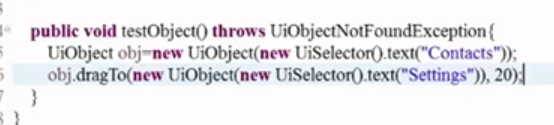 public void testObject() throws UiObjectNotFoundException{
UiObject obj=new UiObject(new UiSelector().text("Contacts"));
obj.dragTo(new UiObject(new UiSelector().text("Settings")), 20);
}
}